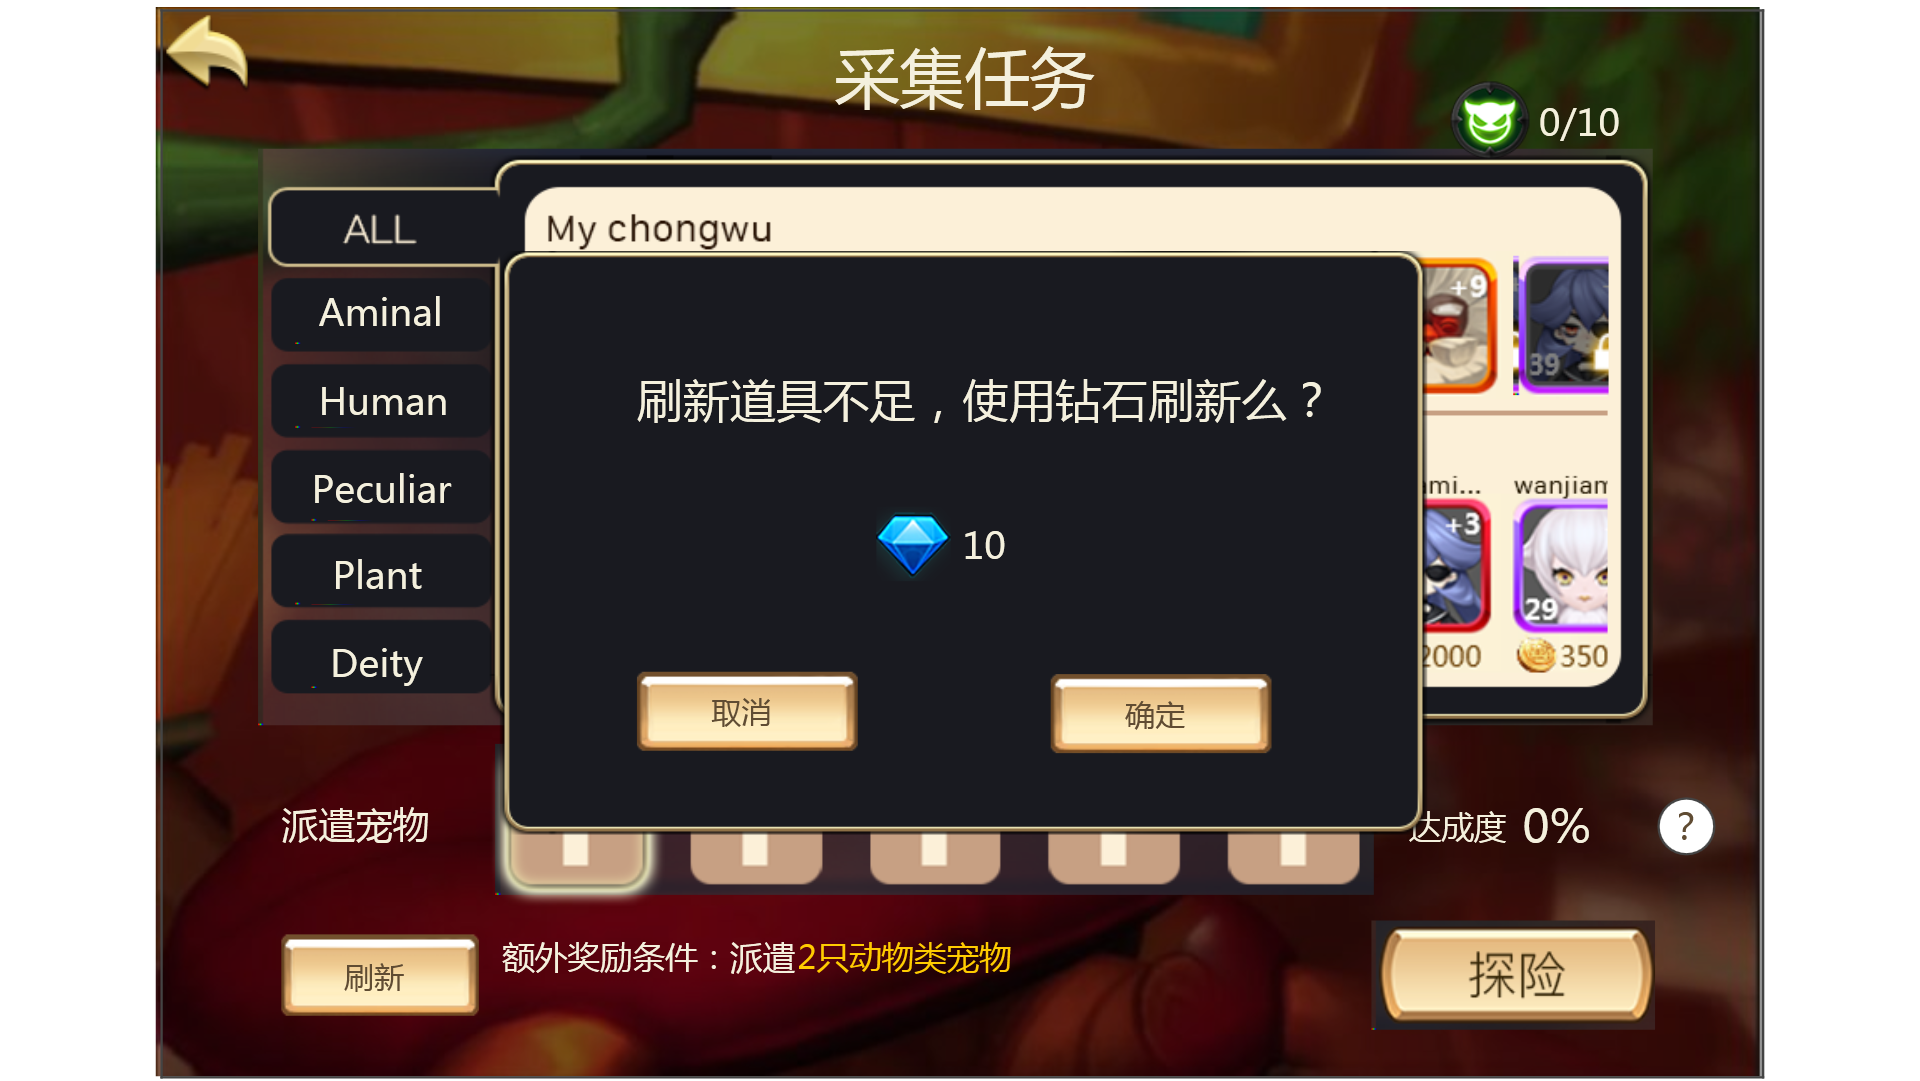 采集任务
0/10
ALL
My chongwu
Aminal
Human
Peculiar
Plant
Deity
+9
39
刷新道具不足，使用钻石刷新么？
10
取消
确定
mi...
wanjiam
+3
29
2000
350
派遣宠物
达成度 0%
?
刷新
额外奖励条件：派遣2只动物类宠物
探险